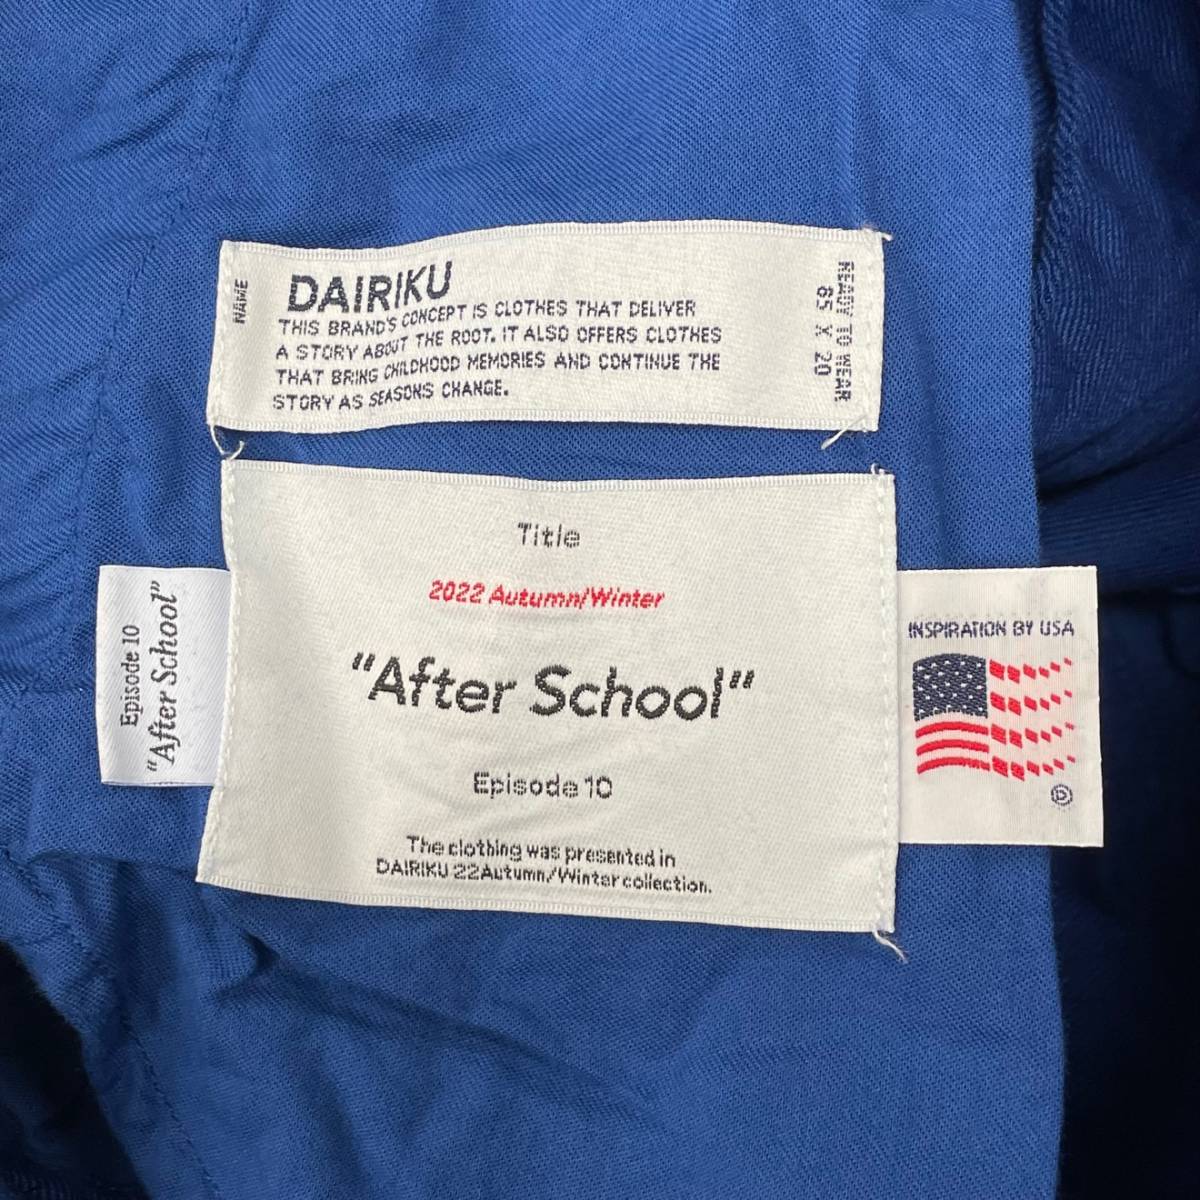 NAME
DAIRIKU
THIS BRAND'S CONCEPT IS CLOTHES THAT DELIVER
A STORY ABOUT THE ROOT. IT ALSO OFFERS CLOTHES
THAT BRING CHILDHOOD MEMORIES AND CONTINUE THE
STORY AS SEASONS CHANGE.
READY TO WEAR
65 X 20
Title
2022 Autumn/Winter
"After School"
Episode 10
The clothing was presented in
DAIRIKU 22Autumn/Winter collection.
Episode 10
"After School"
INSPIRATION BY USA
Ⓓ